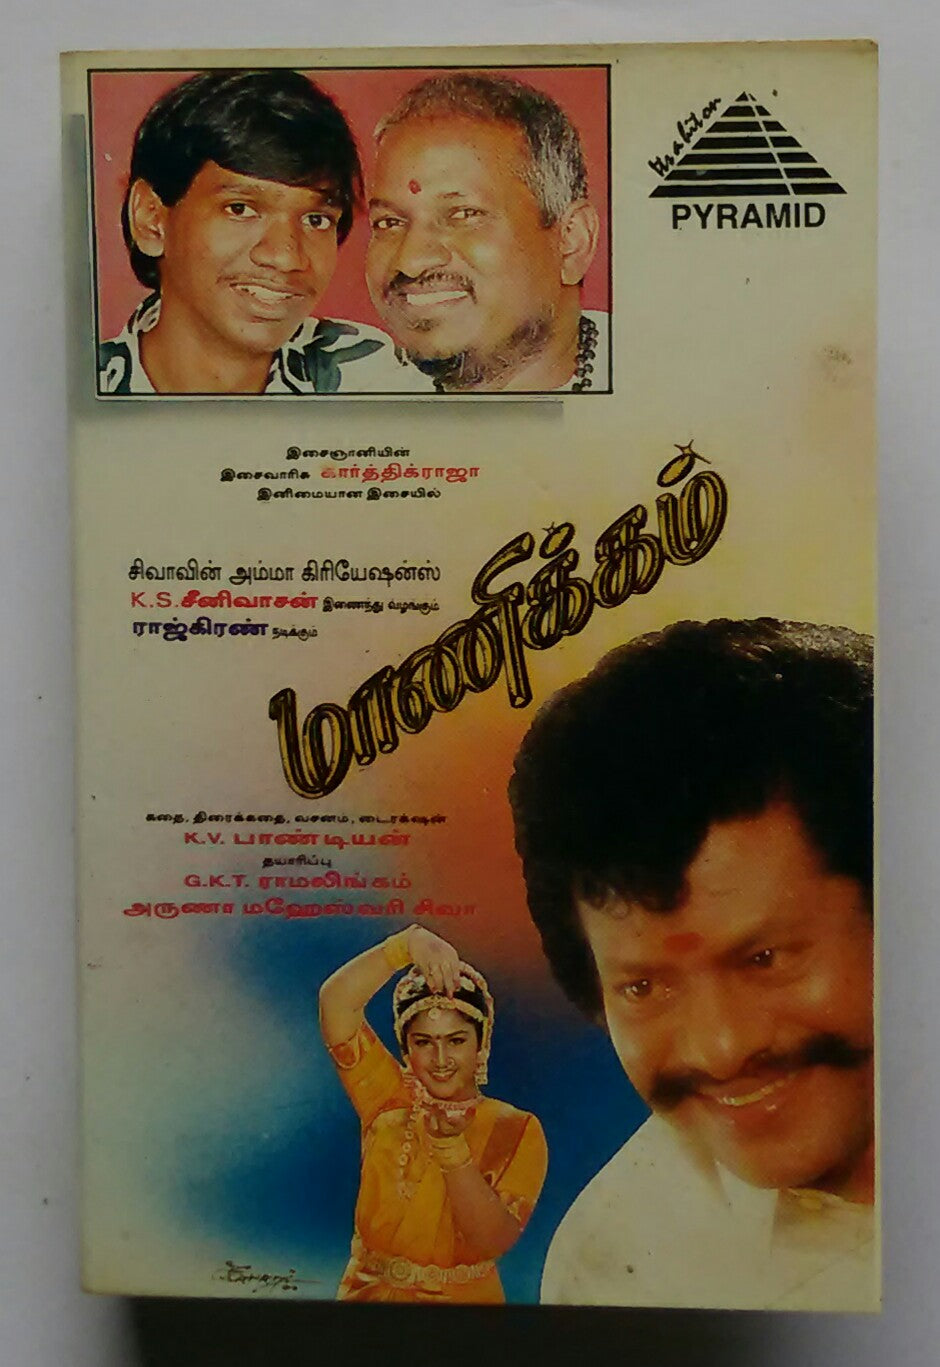 PYRAMID
இசைஞானியின்
இசைவாரிசு கார்த்திக்ராஜா
இனிமையான இசையில்
சிவாவின் அம்மா கிரியேஷன்ஸ்
K.S.சீனிவாசன் இணைந்து வழங்கும்
ராஜ்கிரண் நடிக்கும்
மாணிக்கம்
கதை, திரைக்கதை, வசனம், டைரக்ஷன்
K.V. பாண்டியன்
தயாரிப்பு
G.K.T. ராமலிங்கம்
அருணா மஹேஸ்வரி சிவா